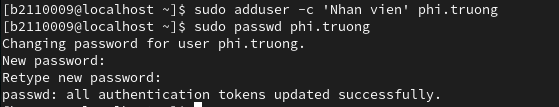 [b2110009@localhost ~]$ sudo adduser -c 'Nhan vien' phi.truong
[b2110009@localhost ~]$ sudo passwd phi.truong
Changing password for user phi.truong.
New password:
Retype new password:
passwd: all authentication tokens updated successfully.